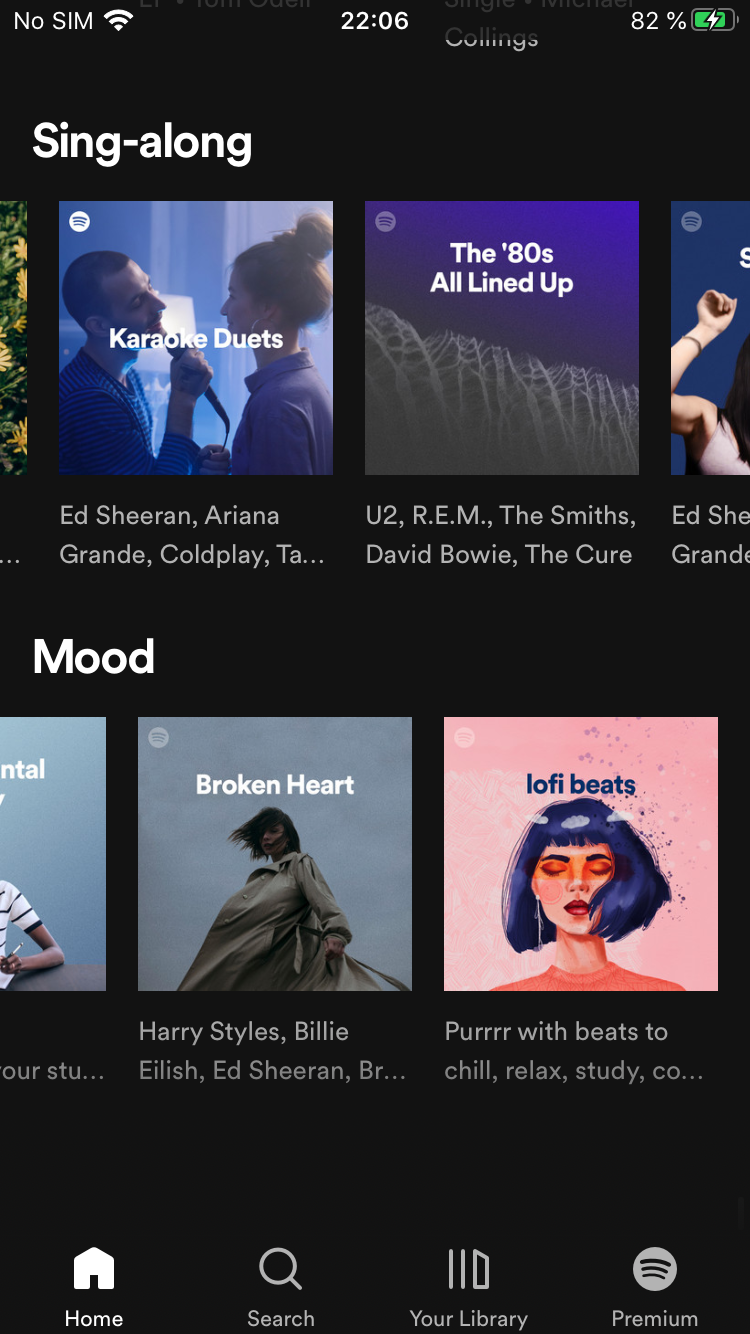 No SIM
22:06
82 %
EP • Tom Odell
Single • Michael
Collings
Sing-along
Karaoke Duets
The '80s
All Lined Up
S
Ed Sheeran, Ariana
Grande, Coldplay, Ta...
U2, R.E.M., The Smiths,
David Bowie, The Cure
Ed She
Grande
...
Mood
ntal
y
Broken Heart
lofi beats
your stu...
Harry Styles, Billie
Eilish, Ed Sheeran, Br...
Purrrr with beats to
chill, relax, study, co...
Home
Search
Your Library
Premium